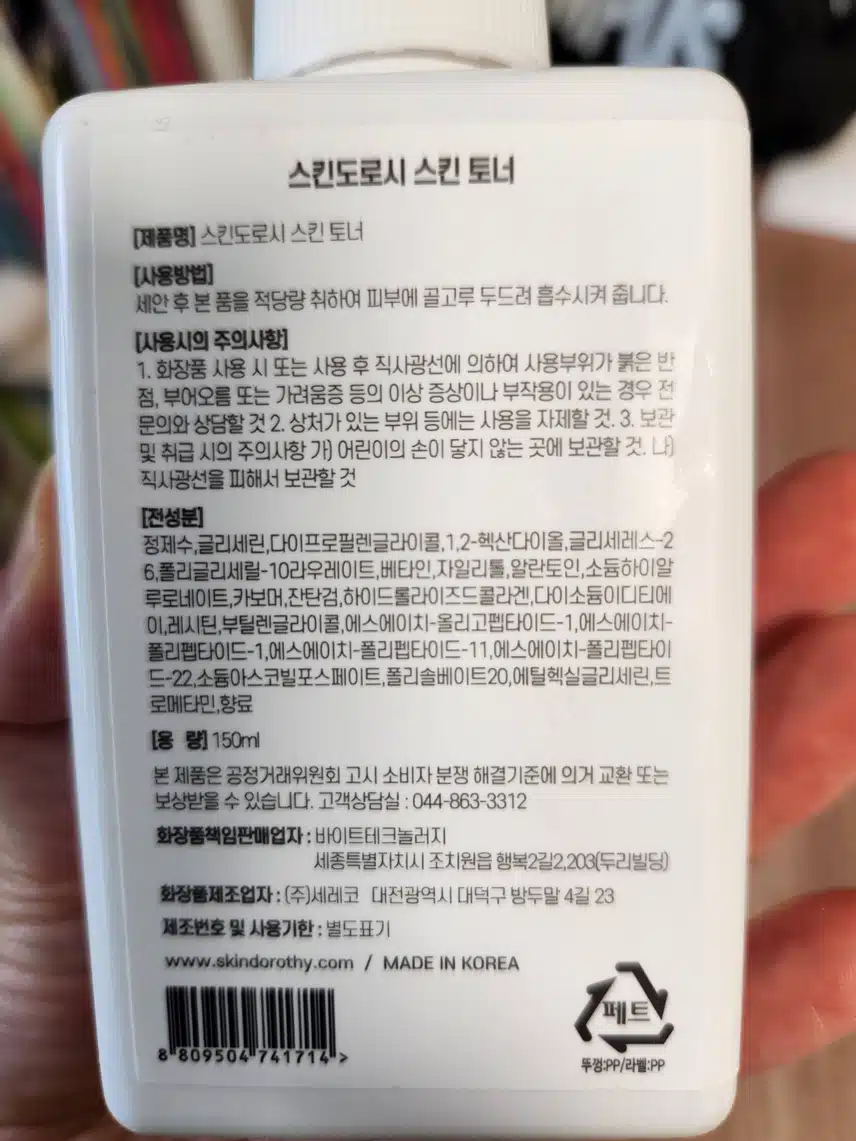 스킨도로시 스킨 토너
[제품명] 스킨도로시 스킨 토너
[사용방법]
세안 후 본 품을 적당량 취하여 피부에 골고루 두드려 흡수시켜 줍니다.
[사용시의 주의사항]
1. 화장품 사용 시 또는 사용 후 직사광선에 의하여 사용부위가 붉은 반
점, 부어오름 또는 가려움증 등의 이상 증상이나 부작용이 있는 경우 전
문의와 상담할 것 2. 상처가 있는 부위 등에는 사용을 자제할 것. 3. 보관
및 취급 시의 주의사항 가) 어린이의 손이 닿지 않는 곳에 보관할 것. 나)
직사광선을 피해서 보관할 것
[전성분]
정제수,글리세린,다이프로필렌글라이콜,1,2-헥산다이올,글리세레스-2
6,폴리글리세릴-10라우레이트,베타인,자일리톨,알란토인,소듐하이알
루로네이트,카보머,잔탄검,하이드롤라이즈드콜라겐,다이소듐이디티에
이,레시틴,부틸렌글라이콜,에스에이치-올리고펩타이드-1,에스에이치-
폴리펩타이드-1,에스에이치-폴리펩타이드-11,에스에이치-폴리펩타이
드-22,소듐아스코빌포스페이트,폴리솔베이트20,에틸헥실글리세린,트
로메타민,향료
[용 량] 150ml
본 제품은 공정거래위원회 고시 소비자 분쟁 해결기준에 의거 교환 또는
보상받을 수 있습니다. 고객상담실 : 044-863-3312
화장품책임판매업자 : 바이트테크놀러지
세종특별자치시 조치원읍 행복2길2,203(두리빌딩)
화장품제조업자 : (주)세레코 대전광역시 대덕구 방두말 4길 23
제조번호 및 사용기한 : 별도표기
www.skindorothy.com / MADE IN KOREA
8 809504 741714 >
페트
뚜껑:PP/라벨:PP